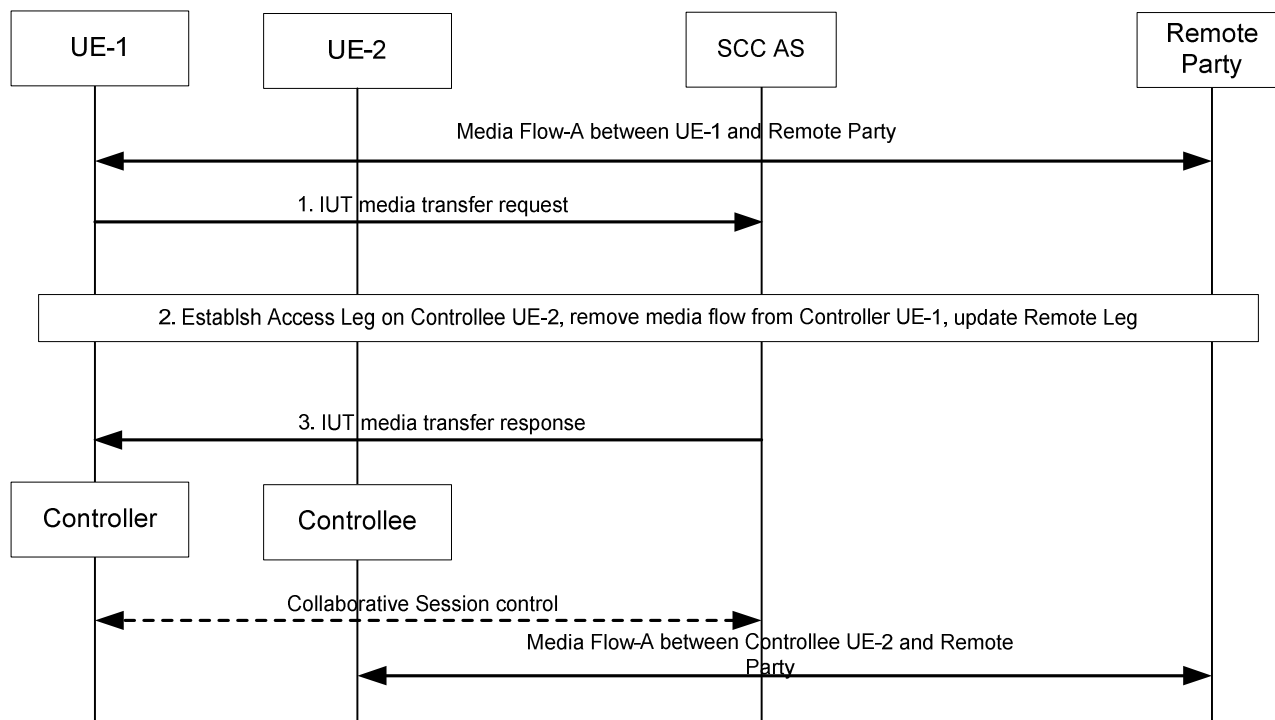 UE-1
UE-2
SCC AS
Remote
Party
Media Flow-A between UE-1 and Remote Party
1. IUT media transfer request
2. Establsh Access Leg on Controllee UE-2, remove media flow from Controller UE-1, update Remote Leg
3. IUT media transfer response
Controller
Controllee
Collaborative Session control
Media Flow-A between Controllee UE-2 and Remote
Party